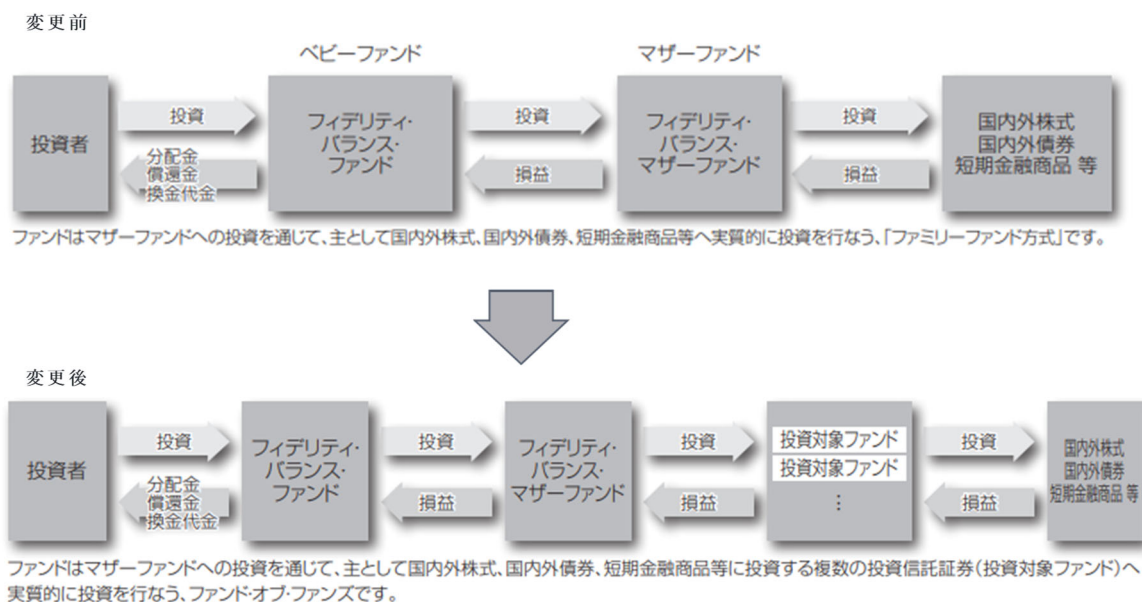 変更前
ベビーファンド
マザーファンド
投資者
投資
分配金
償還金
換金代金
フィデリティ・
バランス・
ファンド
投資
損益
フィデリティ・
バランス・
マザーファンド
投資
損益
国内外株式
国内外債券
短期金融商品 等
ファンドはマザーファンドへの投資を通じて、主として国内外株式、国内外債券、短期金融商品等へ実質的に投資を行なう、「ファミリーファンド方式」です。
変更後
投資者
投資
分配金
償還金
換金代金
フィデリティ・
バランス・
ファンド
投資
損益
フィデリティ・
バランス・
マザーファンド
投資
損益
投資対象ファンド
投資対象ファンド
⋮
投資
損益
国内外株式
国内外債券
短期金融商品 等
ファンドはマザーファンドへの投資を通じて、主として国内外株式、国内外債券、短期金融商品等に投資する複数の投資信託証券(投資対象ファンド)へ
実質的に投資を行なう、ファンド・オブ・ファンズです。